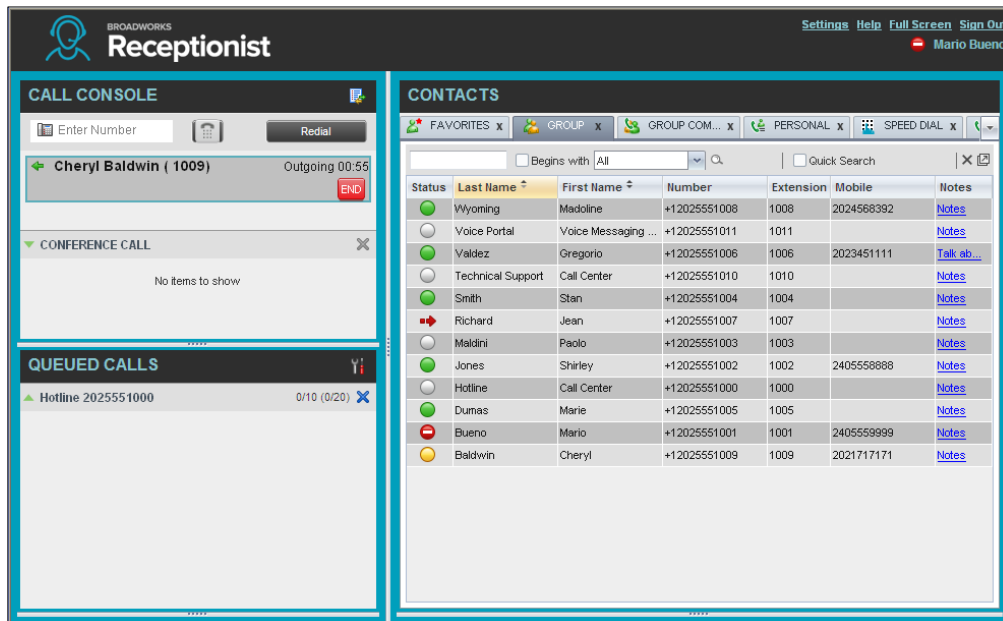 BROADWORKS
Receptionist
Settings Help Full Screen Sign Out
Mario Bueno
CALL CONSOLE
Enter Number Redial
Cheryl Baldwin ( 1009) Outgoing 00:55
END
CONFERENCE CALL
No items to show
QUEUED CALLS
Hotline 2025551000 0/10 (0/20)
CONTACTS
FAVORITES x GROUP x GROUP COM... x PERSONAL x SPEED DIAL x
Begins with All Quick Search
Status Last Name First Name Number Extension Mobile Notes
Wyoming Madoline +12025551008 1008 2024568392 Notes
Voice Portal Voice Messaging ... +12025551011 1011 Notes
Valdez Gregorio +12025551006 1006 2023451111 Talk ab...
Technical Support Call Center +12025551010 1010 Notes
Smith Stan +12025551004 1004 Notes
Richard Jean +12025551007 1007 Notes
Maldini Paolo +12025551003 1003 Notes
Jones Shirley +12025551002 1002 2405558888 Notes
Hotline Call Center +12025551000 1000 Notes
Dumas Marie +12025551005 1005 Notes
Bueno Mario +12025551001 1001 2405559999 Notes
Baldwin Cheryl +12025551009 1009 2021717171 Notes